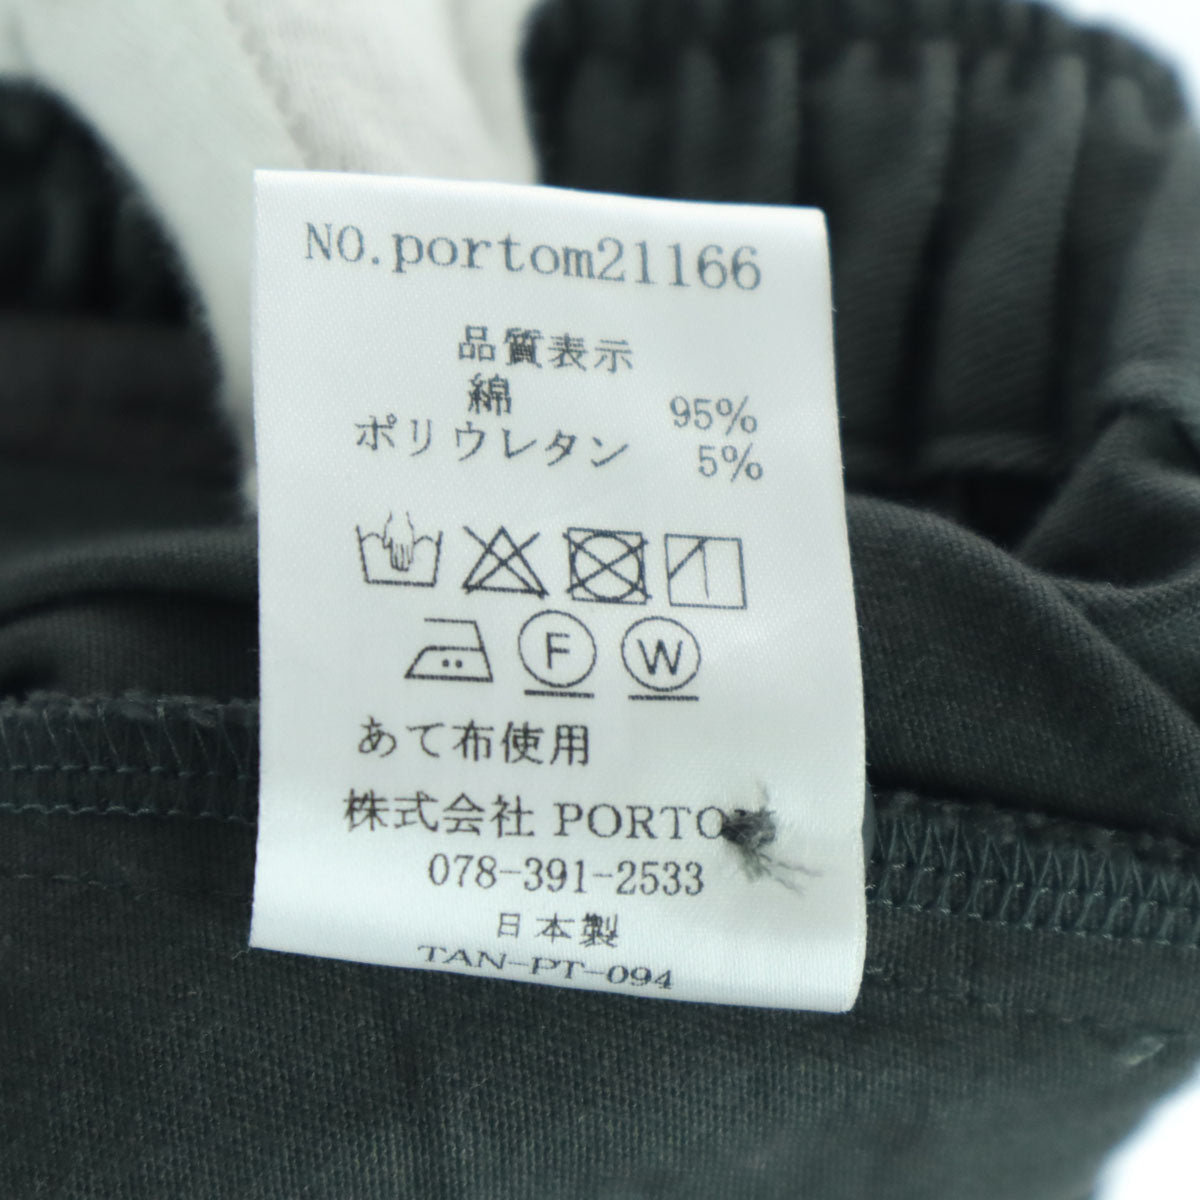 NO.portom21166
品質表示
綿 95%
ポリウレタン 5%
F W
あて布使用
株式会社 PORTO
078-391-2533
日本製
TAN-PT-094